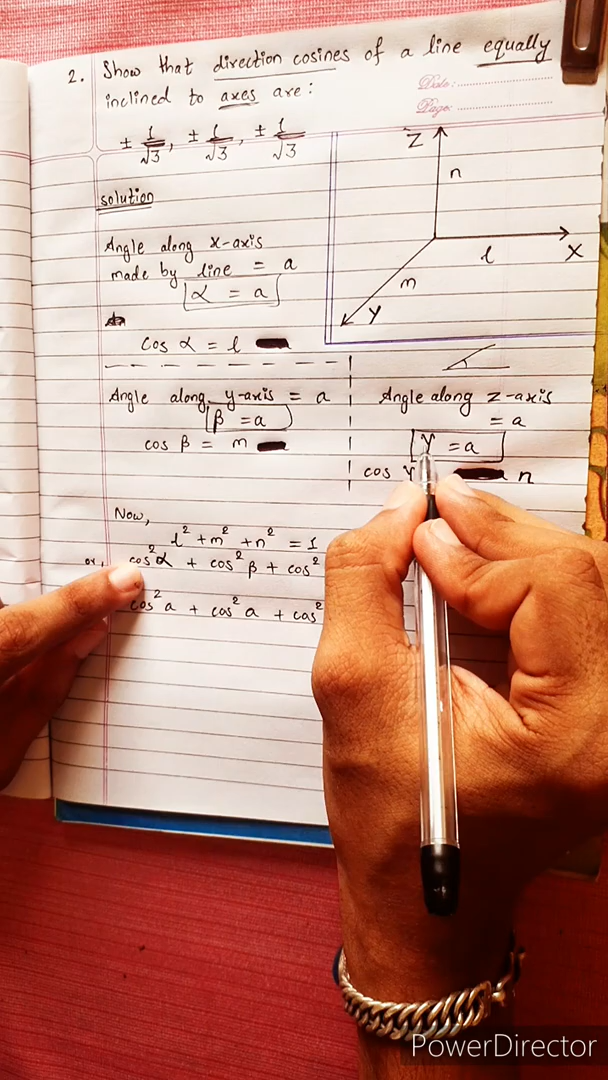 2. Show that direction cosines of a line equally
inclined to axes are:
Date:
Page:
± 1/√3, ± 1/√3, ± 1/√3
solution
Z
n
l
X
m
Y
Angle along x-axis
made by line = a
α = a
cos α = l
Angle along y-axis = a
β = a
cos β = m
Angle along z-axis
= a
γ = a
cos γ n
Now,
l² + m² + n² = 1
or, cos²α + cos²β + cos²
cos²a + cos²a + cos²
PowerDirector